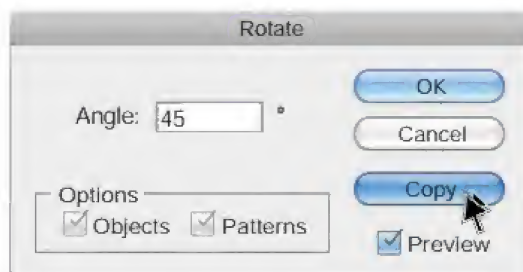 Rotate
Angle: 45 °
OK
Cancel
Copy
Options
Objects Patterns
Preview